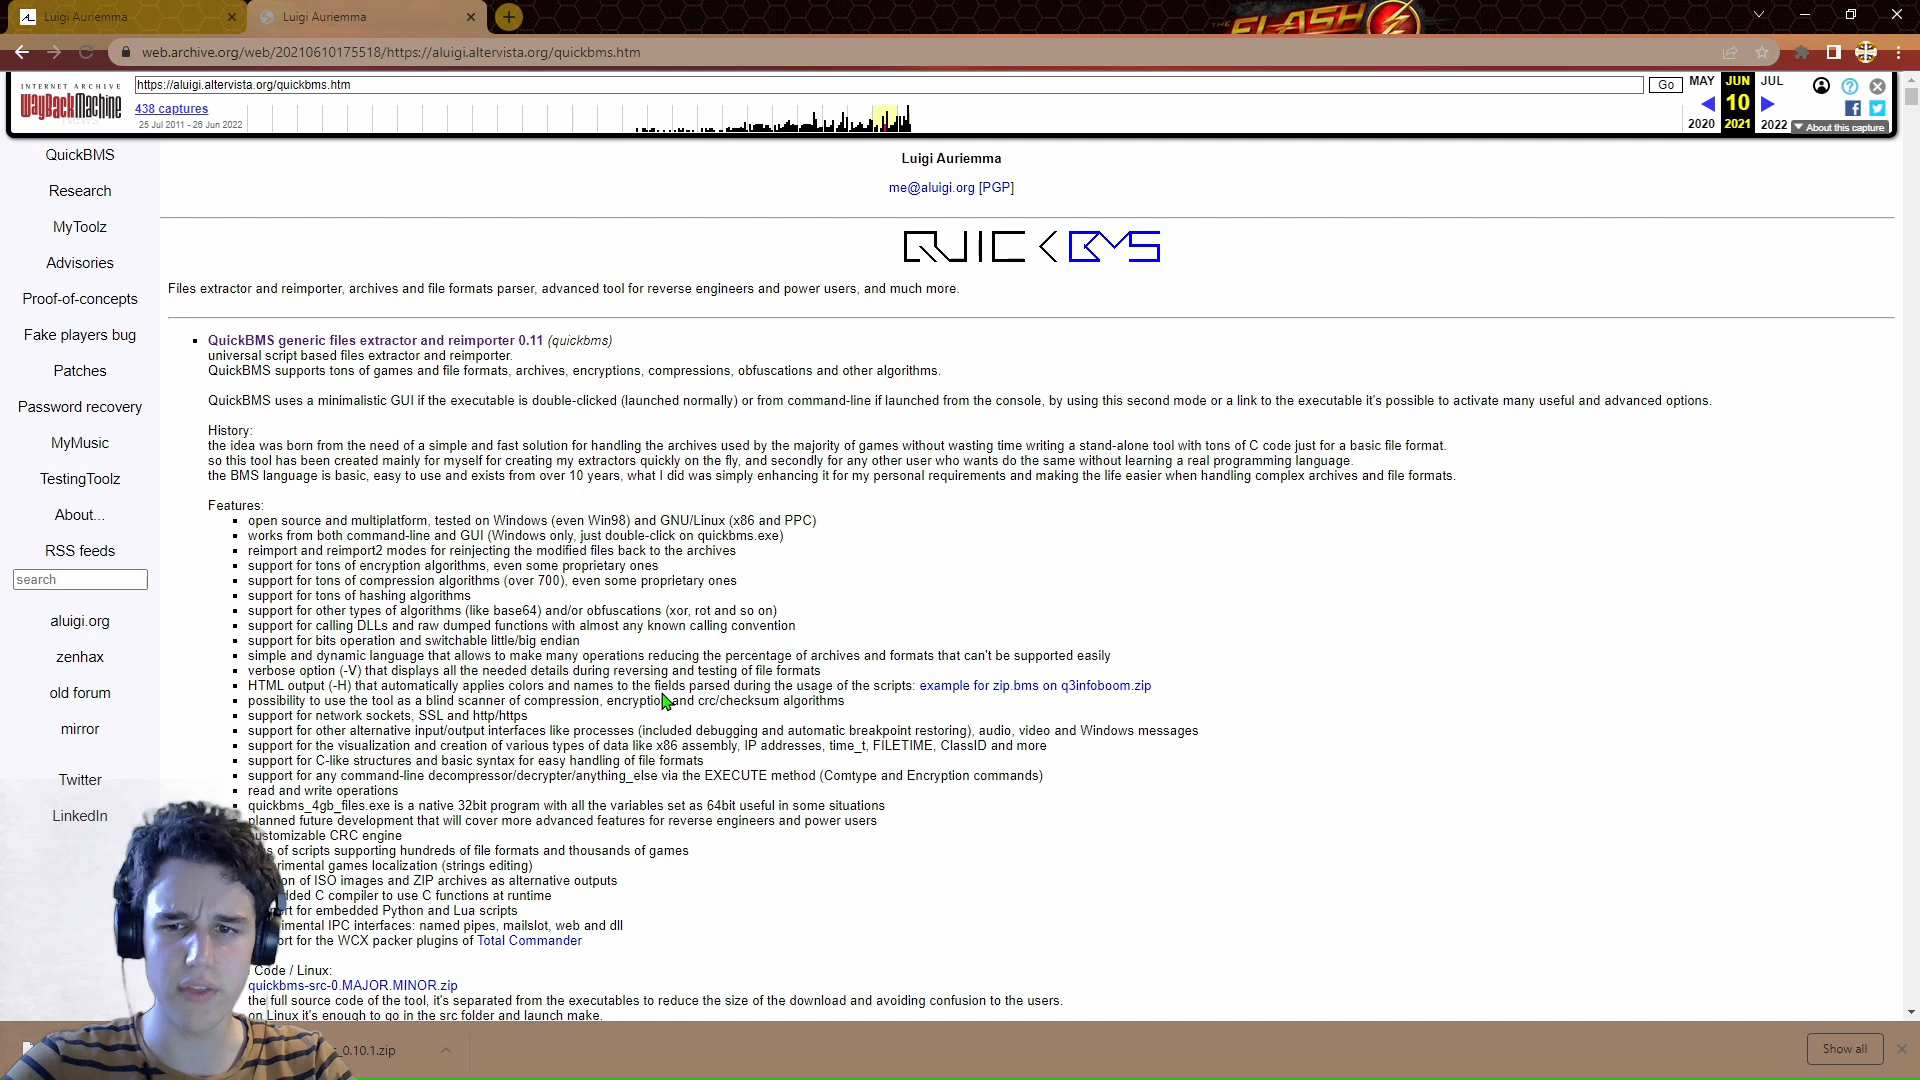 Luigi Auriemma
Luigi Auriemma
THE FLASH
web.archive.org/web/20210610175518/https://aluigi.altervista.org/quickbms.htm
INTERNET ARCHIVE
WayBackMachine
https://aluigi.altervista.org/quickbms.htm
Go
MAY
JUN
JUL
438 captures
10
25 Jul 2011 - 26 Jun 2022
2020
2021
2022
About this capture
QuickBMS
Research
MyToolz
Advisories
Proof-of-concepts
Fake players bug
Patches
Password recovery
MyMusic
TestingToolz
About...
RSS feeds
search
aluigi.org
zenhax
old forum
mirror
Twitter
LinkedIn
Luigi Auriemma
me@aluigi.org [PGP]
QUICKBMS
Files extractor and reimporter, archives and file formats parser, advanced tool for reverse engineers and power users, and much more.
QuickBMS generic files extractor and reimporter 0.11 (quickbms)
universal script based files extractor and reimporter.
QuickBMS supports tons of games and file formats, archives, encryptions, compressions, obfuscations and other algorithms.
QuickBMS uses a minimalistic GUI if the executable is double-clicked (launched normally) or from command-line if launched from the console, by using this second mode or a link to the executable it's possible to activate many useful and advanced options.
History:
the idea was born from the need of a simple and fast solution for handling the archives used by the majority of games without wasting time writing a stand-alone tool with tons of C code just for a basic file format.
so this tool has been created mainly for myself for creating my extractors quickly on the fly, and secondly for any other user who wants do the same without learning a real programming language.
the BMS language is basic, easy to use and exists from over 10 years, what I did was simply enhancing it for my personal requirements and making the life easier when handling complex archives and file formats.
Features:
open source and multiplatform, tested on Windows (even Win98) and GNU/Linux (x86 and PPC)
works from both command-line and GUI (Windows only, just double-click on quickbms.exe)
reimport and reimport2 modes for reinjecting the modified files back to the archives
support for tons of encryption algorithms, even some proprietary ones
support for tons of compression algorithms (over 700), even some proprietary ones
support for tons of hashing algorithms
support for other types of algorithms (like base64) and/or obfuscations (xor, rot and so on)
support for calling DLLs and raw dumped functions with almost any known calling convention
support for bits operation and switchable little/big endian
simple and dynamic language that allows to make many operations reducing the percentage of archives and formats that can't be supported easily
verbose option (-V) that displays all the needed details during reversing and testing of file formats
HTML output (-H) that automatically applies colors and names to the fields parsed during the usage of the scripts: example for zip.bms on q3infoboom.zip
possibility to use the tool as a blind scanner of compression, encryption and crc/checksum algorithms
support for network sockets, SSL and http/https
support for other alternative input/output interfaces like processes (included debugging and automatic breakpoint restoring), audio, video and Windows messages
support for the visualization and creation of various types of data like x86 assembly, IP addresses, time_t, FILETIME, ClassID and more
support for C-like structures and basic syntax for easy handling of file formats
support for any command-line decompressor/decrypter/anything_else via the EXECUTE method (Comtype and Encryption commands)
read and write operations
quickbms_4gb_files.exe is a native 32bit program with all the variables set as 64bit useful in some situations
planned future development that will cover more advanced features for reverse engineers and power users
ustomizable CRC engine
s of scripts supporting hundreds of file formats and thousands of games
rimental games localization (strings editing)
on of ISO images and ZIP archives as alternative outputs
dded C compiler to use C functions at runtime
ort for embedded Python and Lua scripts
rimental IPC interfaces: named pipes, mailslot, web and dll
ort for the WCX packer plugins of Total Commander
Code / Linux:
quickbms-src-0.MAJOR.MINOR.zip
the full source code of the tool, it's separated from the executables to reduce the size of the download and avoiding confusion to the users.
on Linux it's enough to go in the src folder and launch make.
_0.10.1.zip
Show all